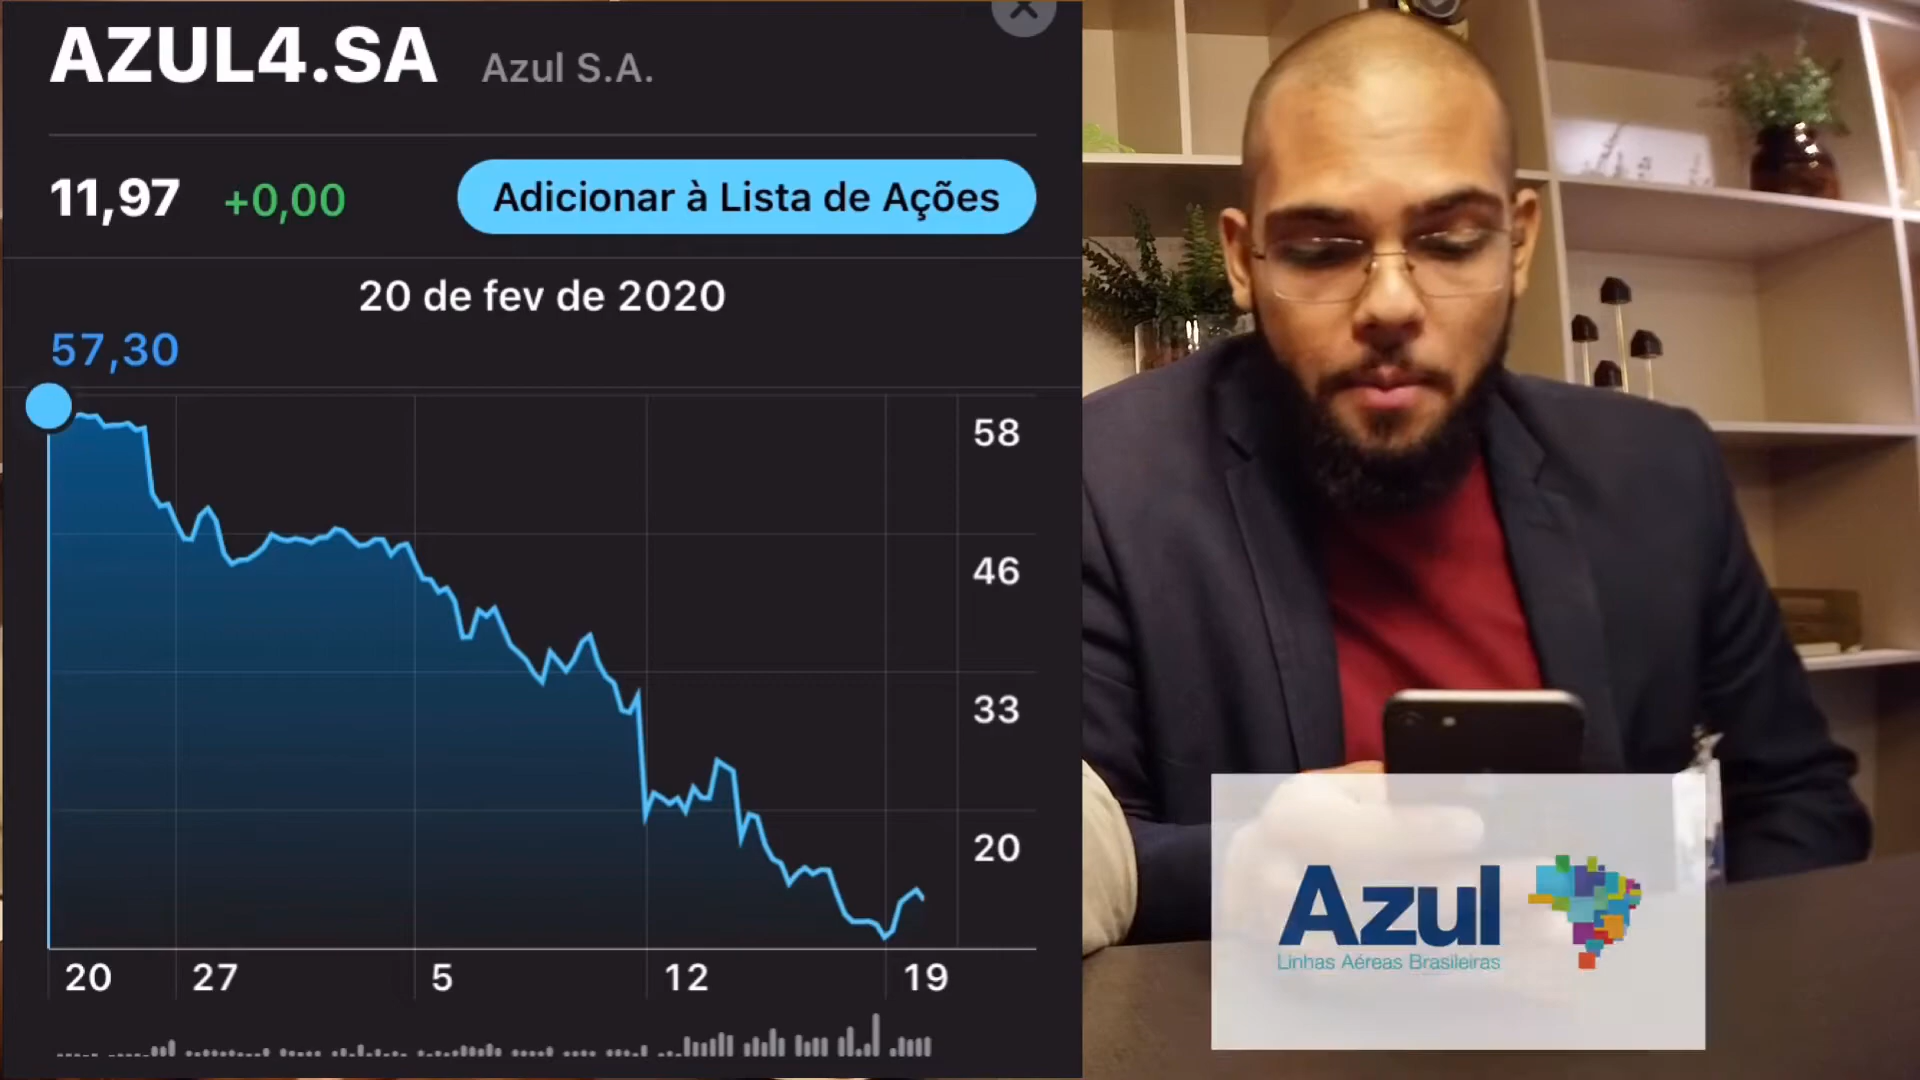 AZUL4.SA Azul S.A.
11,97 +0,00 Adicionar à Lista de Ações
20 de fev de 2020
57,30
58
46
33
20
20 27 5 12 19
Azul
Linhas Aéreas Brasileiras